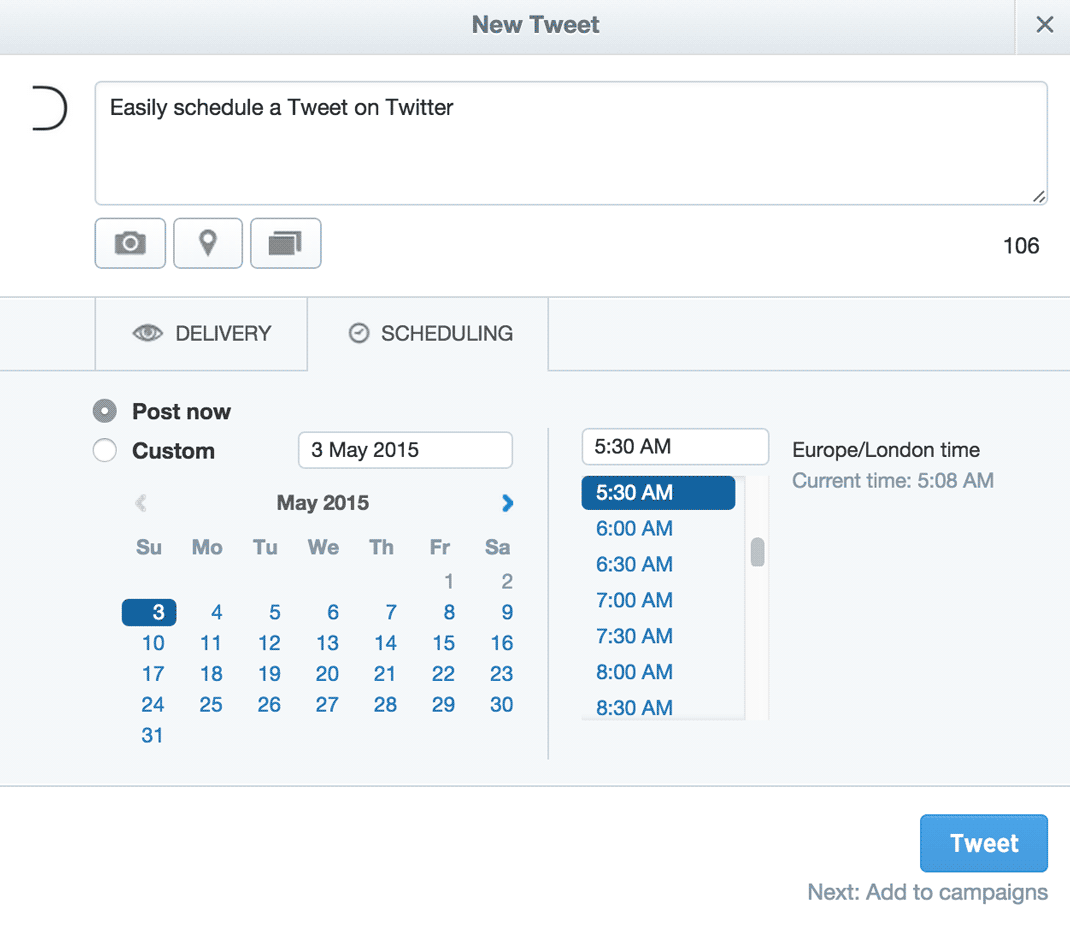 New Tweet
Easily schedule a Tweet on Twitter
106
DELIVERY SCHEDULING
Post now
Custom 3 May 2015
May 2015
Su Mo Tu We Th Fr Sa
1 2
3 4 5 6 7 8 9
10 11 12 13 14 15 16
17 18 19 20 21 22 23
24 25 26 27 28 29 30
31
5:30 AM
5:30 AM
6:00 AM
6:30 AM
7:00 AM
7:30 AM
8:00 AM
8:30 AM
Europe/London time
Current time: 5:08 AM
Tweet
Next: Add to campaigns